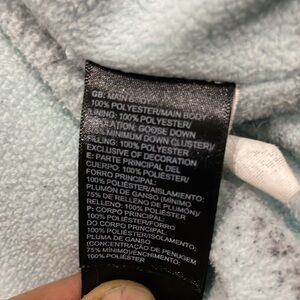 GB: MAIN BODY:
100% POLYESTER/MAIN BODY
LINING: 100% POLYESTER/
INSULATION: GOOSE DOWN
75% MINIMUM DOWN CLUSTER/
FILLING: 100% POLYESTER
EXCLUSIVE OF DECORATION
E: PARTE PRINCIPAL DEL
CUERPO: 100% POLIÉSTER/
FORRO PRINCIPAL:
100% POLIÉSTER/AISLAMIENTO:
PLUMÓN DE GANSO (MÍNIMO
75% DE RELLENO DE PLUMÓN)/
RELLENO: 100% POLIÉSTER
P: CORPO PRINCIPAL:
100% POLIÉSTER/FORRO
DO CORPO PRINCIPAL:
100% POLIÉSTER/ISOLAMENTO:
PLUMA DE GANSO
(CONCENTRAÇÃO DE PENUGEM
75% MÍNIMO)/ENCHIMENTO:
100% POLIÉSTER